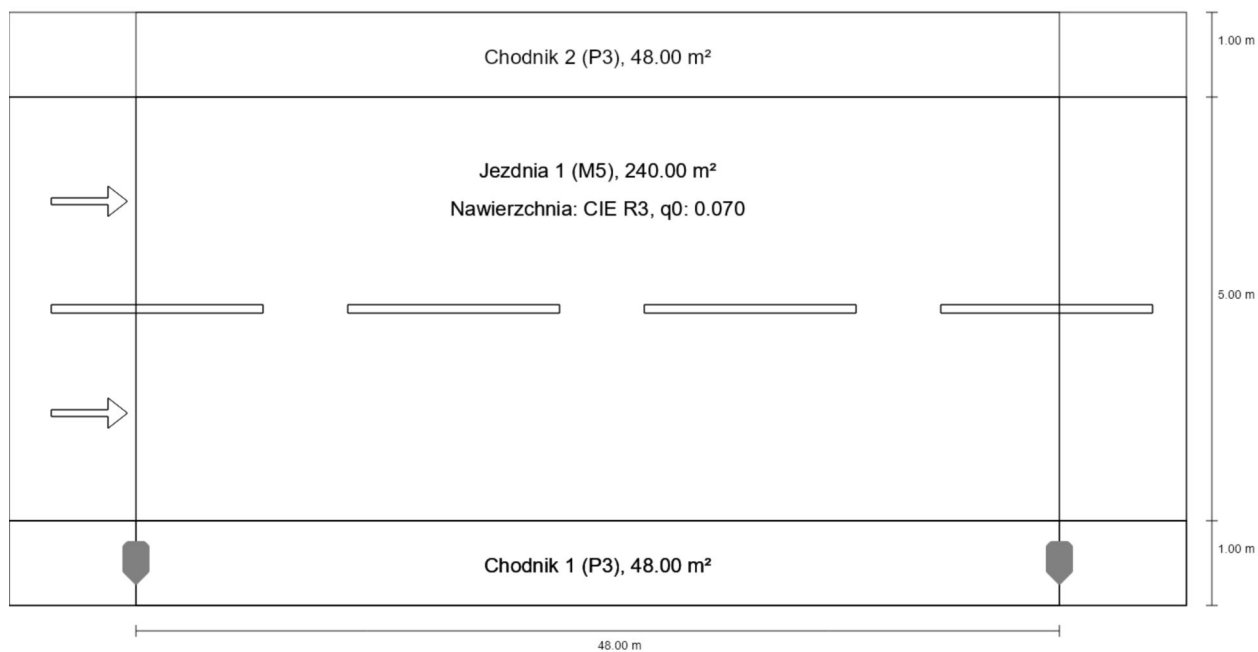 1.00 m
Chodnik 2 (P3), 48.00 m²
Jezdnia 1 (M5), 240.00 m²
Nawierzchnia: CIE R3, q0: 0.070
5.00 m
1.00 m
Chodnik 1 (P3), 48.00 m²
48.00 m